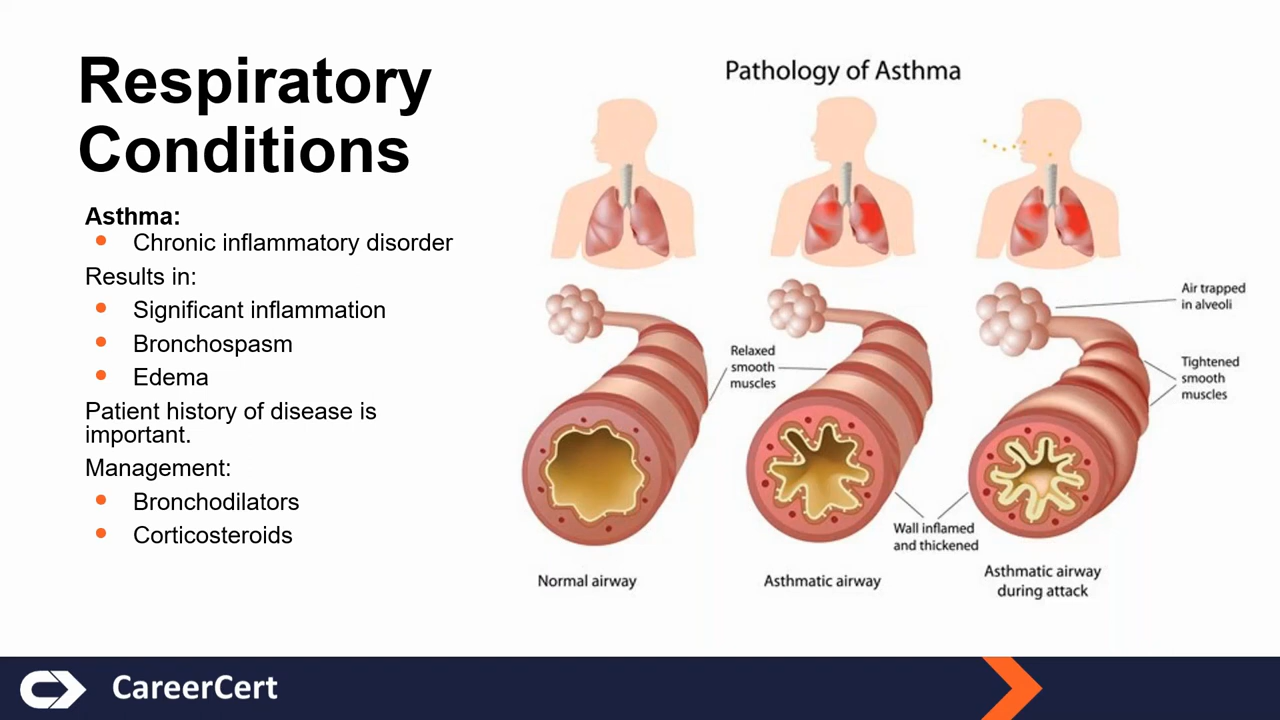 Respiratory
Conditions
Asthma:
Chronic inflammatory disorder
Results in:
Significant inflammation
Bronchospasm
Edema
Patient history of disease is
important.
Management:
Bronchodilators
Corticosteroids
Pathology of Asthma
Air trapped
in alveoli
Relaxed
smooth
muscles
Tightened
smooth
muscles
Wall inflamed
and thickened
Normal airway
Asthmatic airway
Asthmatic airway
during attack
CareerCert